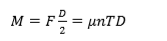 M = F D/2 = μnTD